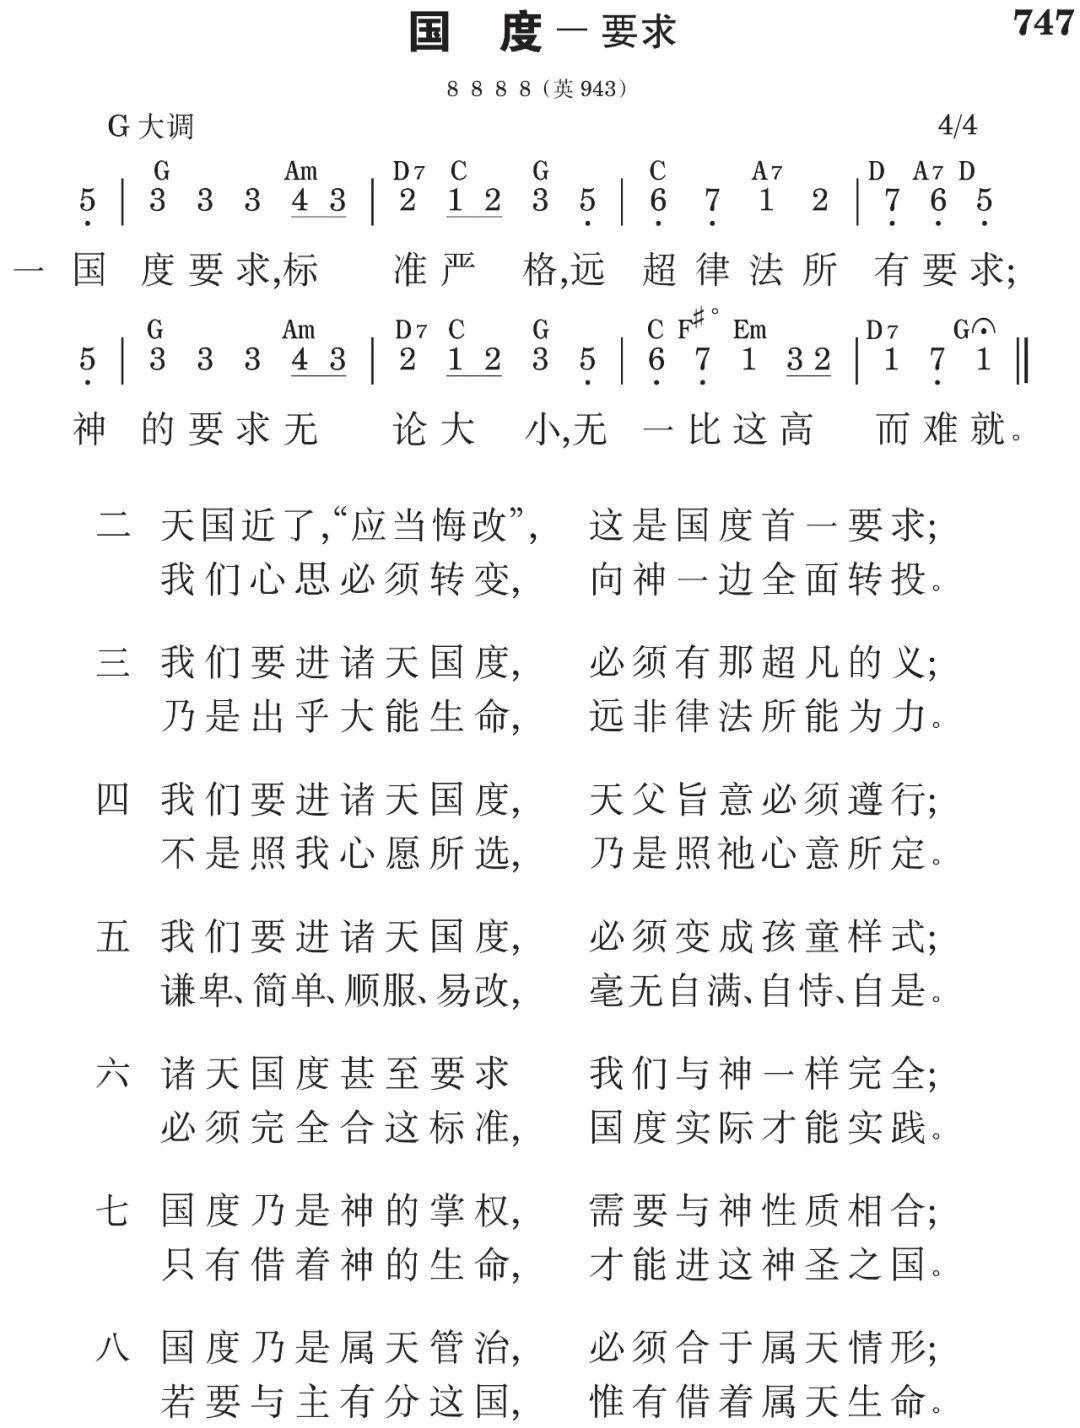 国 度 — 要求 747
8 8 8 8 (英 943)
G 大调 4/4
G Am D7 C G C A7 D A7 D
5 | 3 3 3 4 3 | 2 1 2 3 5 | 6 7 1 2 | 7 6 5
一 国 度要求,标 准严 格,远 超律法所 有要求;
G Am D7 C G C F♯° Em D7 G
5 | 3 3 3 4 3 | 2 1 2 3 5 | 6 7 1 3 2 | 1 7 1 ‖
神 的要求无 论大 小,无 一比这高 而难就。
二 天国近了,“应当悔改”, 这是国度首一要求;
我们心思必须转变, 向神一边全面转投。
三 我们要进诸天国度, 必须有那超凡的义;
乃是出乎大能生命, 远非律法所能为力。
四 我们要进诸天国度, 天父旨意必须遵行;
不是照我心愿所选, 乃是照祂心意所定。
五 我们要进诸天国度, 必须变成孩童样式;
谦卑、简单、顺服、易改, 毫无自满、自恃、自是。
六 诸天国度甚至要求 我们与神一样完全;
必须完全合这标准, 国度实际才能实践。
七 国度乃是神的掌权, 需要与神性质相合;
只有借着神的生命, 才能进这神圣之国。
八 国度乃是属天管治, 必须合于属天情形;
若要与主有分这国, 惟有借着属天生命。